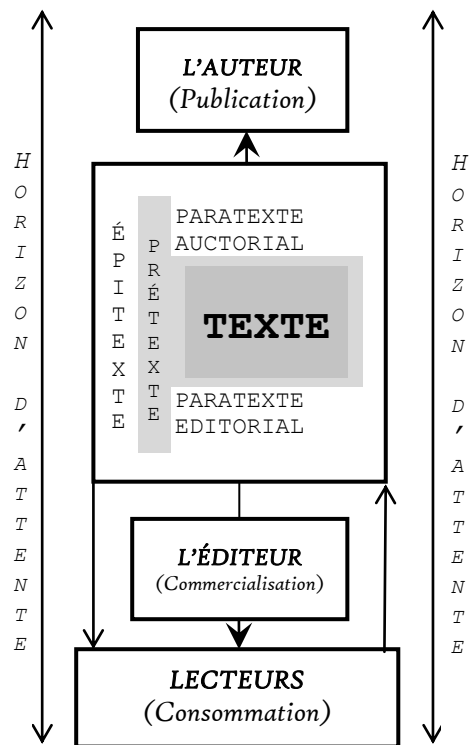 L'AUTEUR
(Publication)
HORIZON D'ATTENTE
ÉPITEXTE
PRÉTEXTE
PARATEXTE
AUCTORIAL
TEXTE
PARATEXTE
EDITORIAL
L'ÉDITEUR
(Commercialisation)
LECTEURS
(Consommation)
HORIZON D'ATTENTE